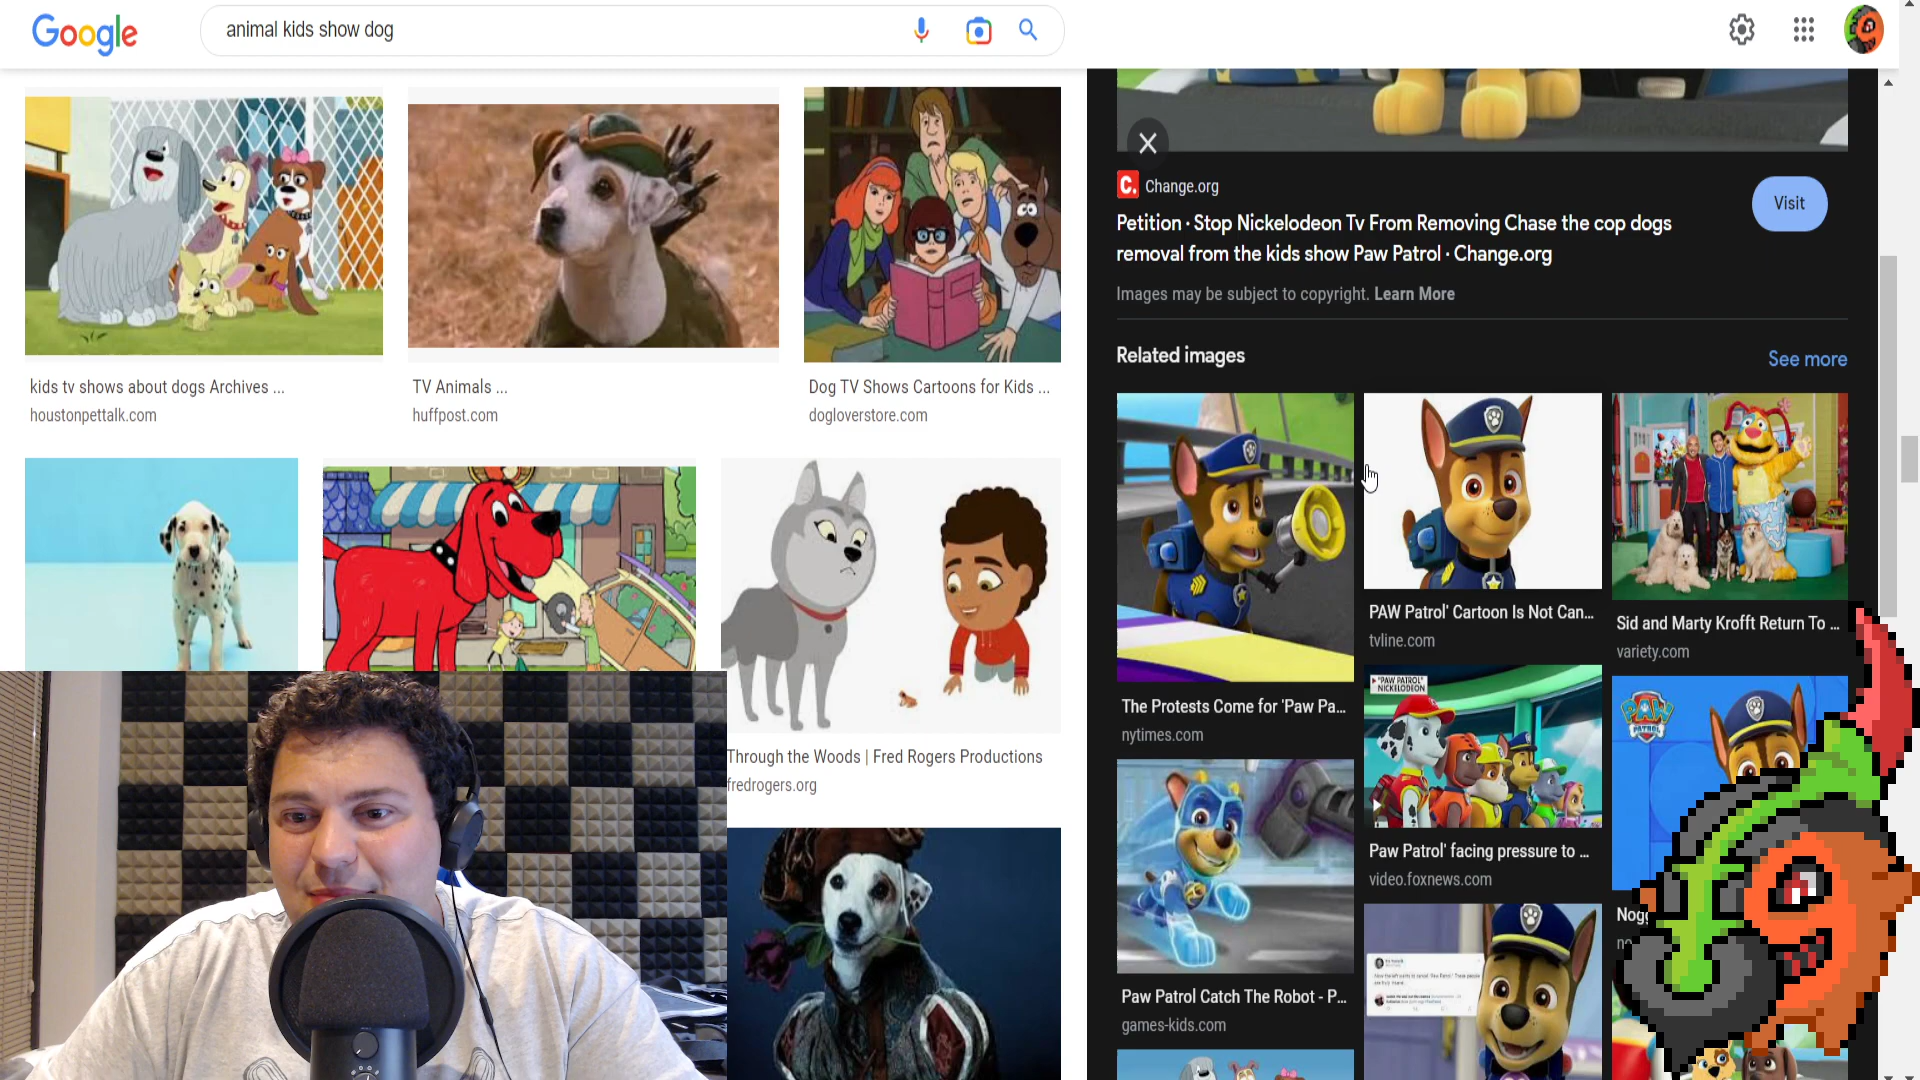 Google
animal kids show dog
kids tv shows about dogs Archives ...
houstonpettalk.com
TV Animals ...
huffpost.com
Dog TV Shows Cartoons for Kids ...
dogloverstore.com
Through the Woods | Fred Rogers Productions
fredrogers.org
C.
Change.org
Visit
Petition · Stop Nickelodeon Tv From Removing Chase the cop dogs
removal from the kids show Paw Patrol · Change.org
Images may be subject to copyright. Learn More
Related images
See more
The Protests Come for 'Paw Pa...
nytimes.com
PAW Patrol' Cartoon Is Not Can...
tvline.com
Sid and Marty Krofft Return To ...
variety.com
"PAW PATROL"
NICKELODEON
Paw Patrol' facing pressure to ...
video.foxnews.com
PAW
PATROL
Paw Patrol Catch The Robot - P...
games-kids.com